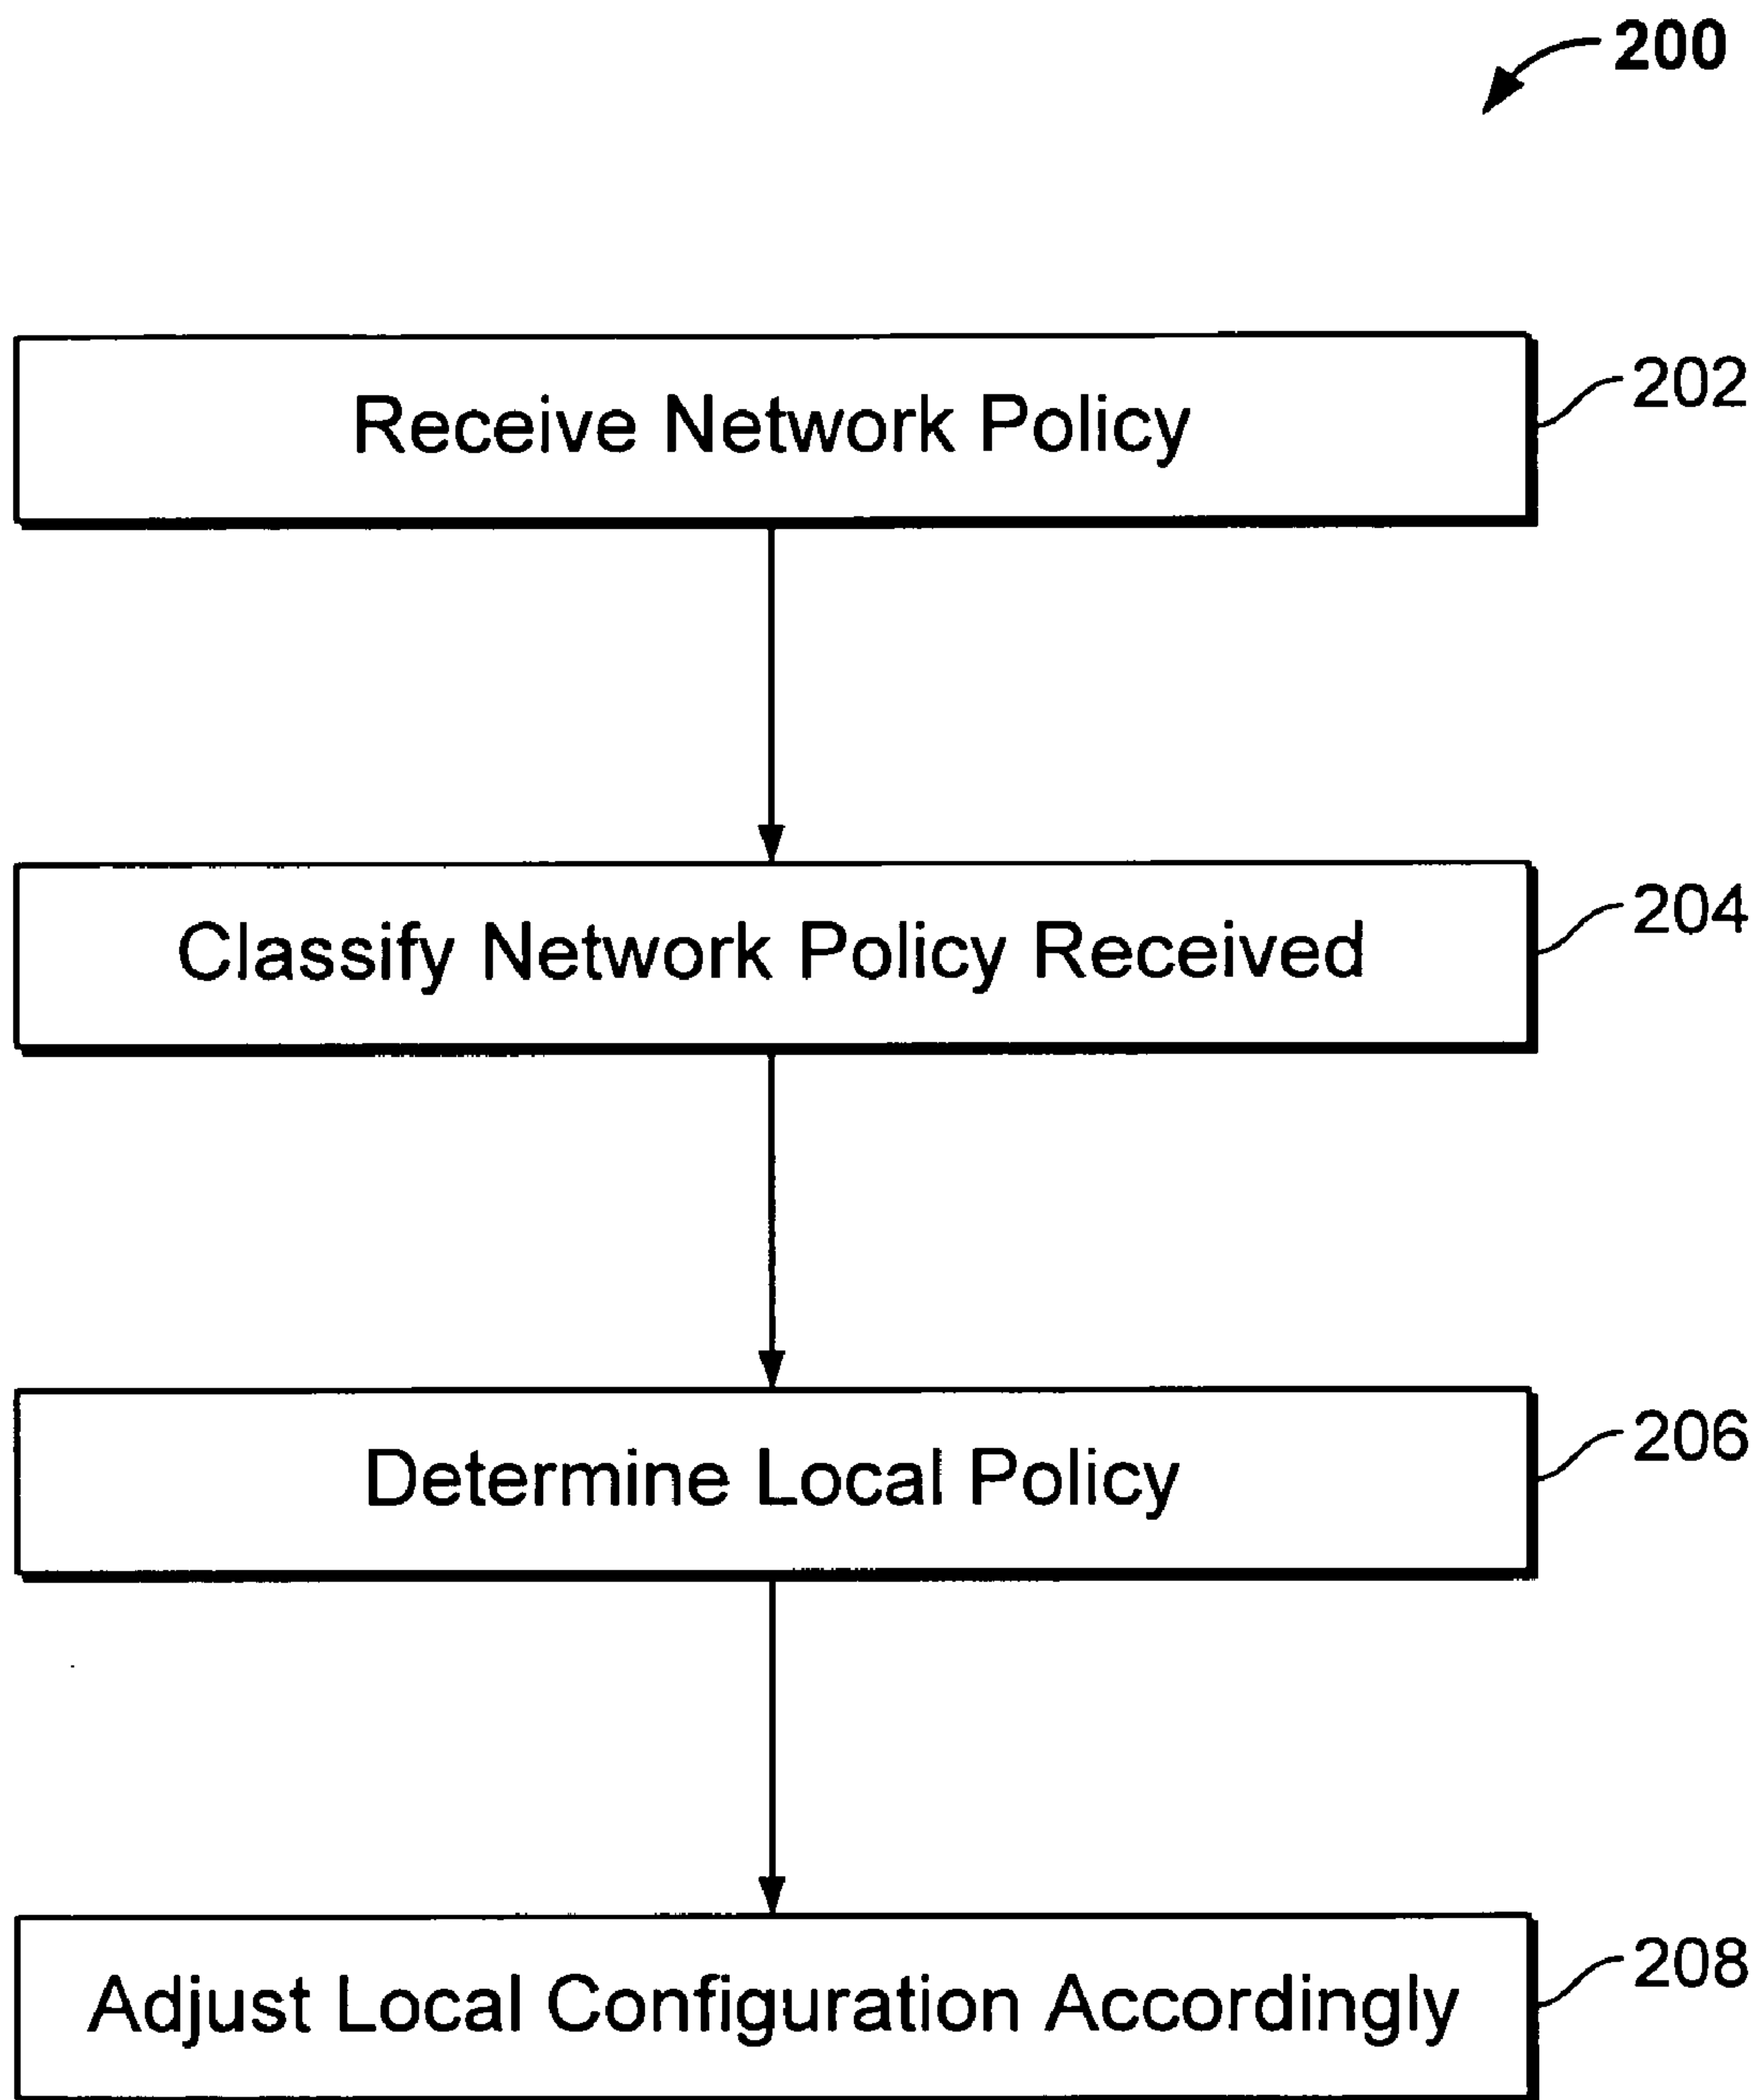 200
Receive Network Policy
202
Classify Network Policy Received
204
Determine Local Policy
206
Adjust Local Configuration Accordingly
208